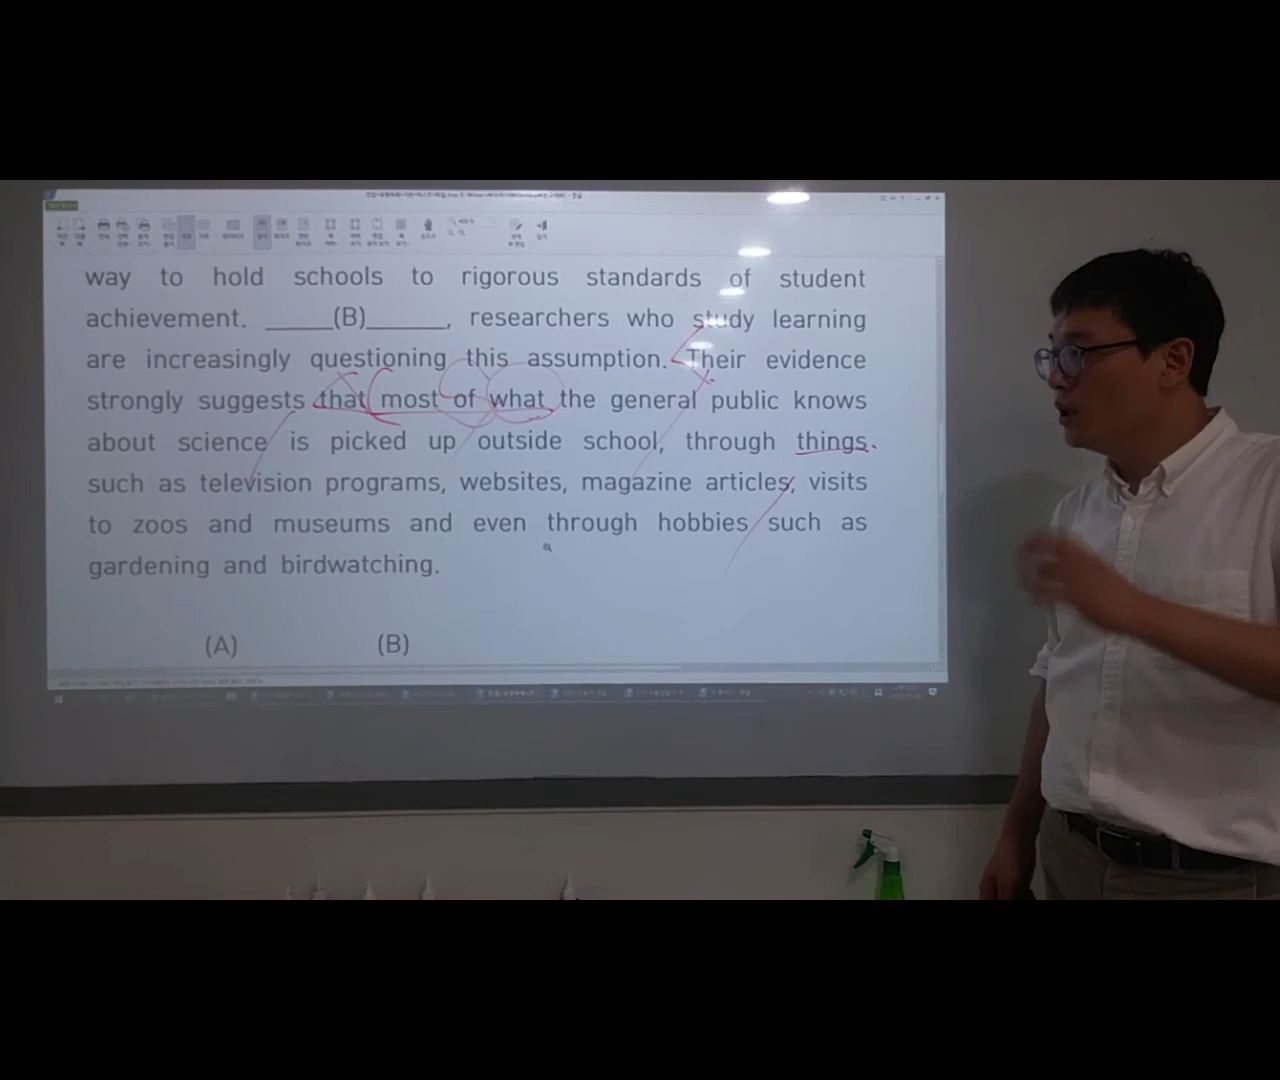 way to hold schools to rigorous standards of student
achievement. _____(B)______, researchers who study learning
are increasingly questioning this assumption. Their evidence
strongly suggests that most of what the general public knows
about science is picked up outside school, through things
such as television programs, websites, magazine articles, visits
to zoos and museums and even through hobbies such as
gardening and birdwatching.
(A) (B)